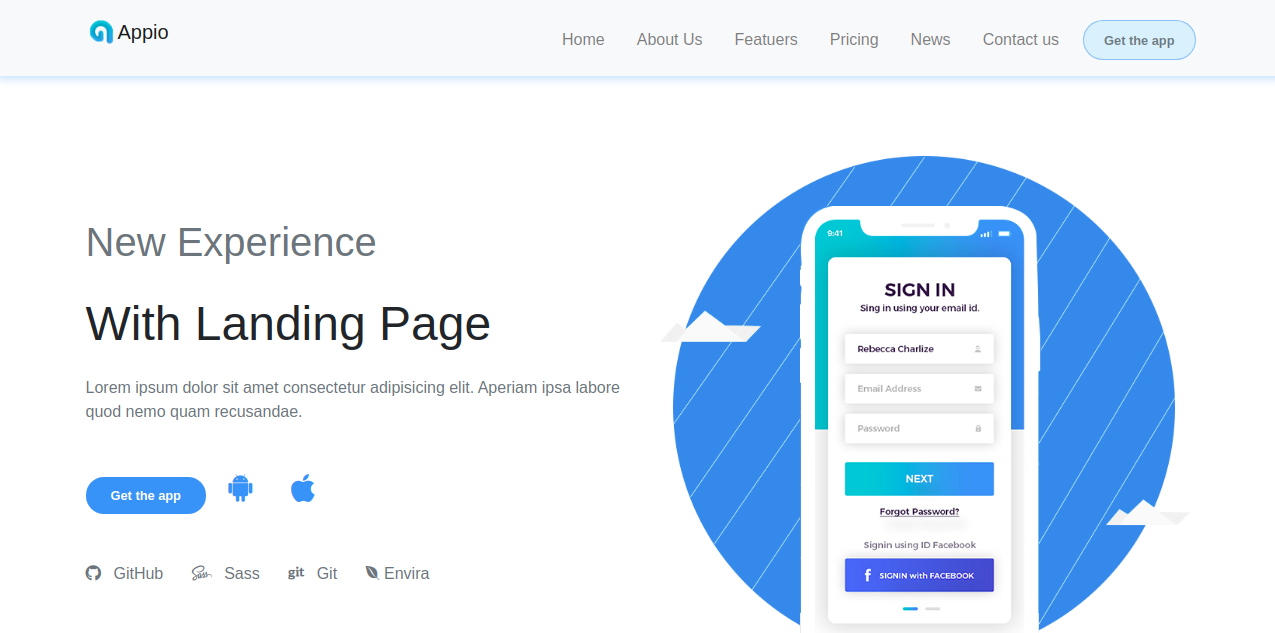 Appio
Home About Us Featuers Pricing News Contact us Get the app
New Experience
With Landing Page
Lorem ipsum dolor sit amet consectetur adipisicing elit. Aperiam ipsa labore
quod nemo quam recusandae.
Get the app
GitHub Sass Sass git Git Envira
9:41
SIGN IN
Sing in using your email id.
Rebecca Charlize
Email Address
Password
NEXT
Forgot Password?
Signin using ID Facebook
f SIGNIN with FACEBOOK